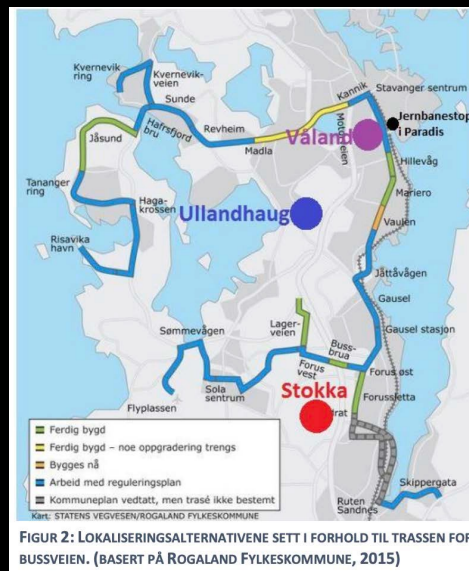 Kvernevik
ring
Kvernevik-
veien
Sunde
Kannik
Stavanger sentrum
Jernbanestop
i Paradis
Våland
Hafrsfjord
bru
Revheim
Madla
Jåsund
Hillevåg
Mariero
Vaulen
Tananger
ring
Haga-
krossen
Ullandhaug
Risavika
havn
Jåttåvågen
Gausel
Gausel stasjon
Sømmevågen
Lager-
veien
Buss-
brua
Forus
vest
Forus øst
Sola
sentrum
Flyplassen
Stokka
Forussletta
rat
Ferdig bygd
Ferdig bygd – noe oppgradering trengs
Bygges nå
Arbeid med reguleringsplan
Kommuneplan vedtatt, men trasé ikke bestemt
Skippergata
Ruten
Sandnes
Kart: STATENS VEGVESEN/ROGALAND FYLKESKOMMUNE
FIGUR 2: LOKALISERINGSALTERNATIVENE SETT I FORHOLD TIL TRASSEN FOR
BUSSVEIEN. (BASERT PÅ ROGALAND FYLKESKOMMUNE, 2015)